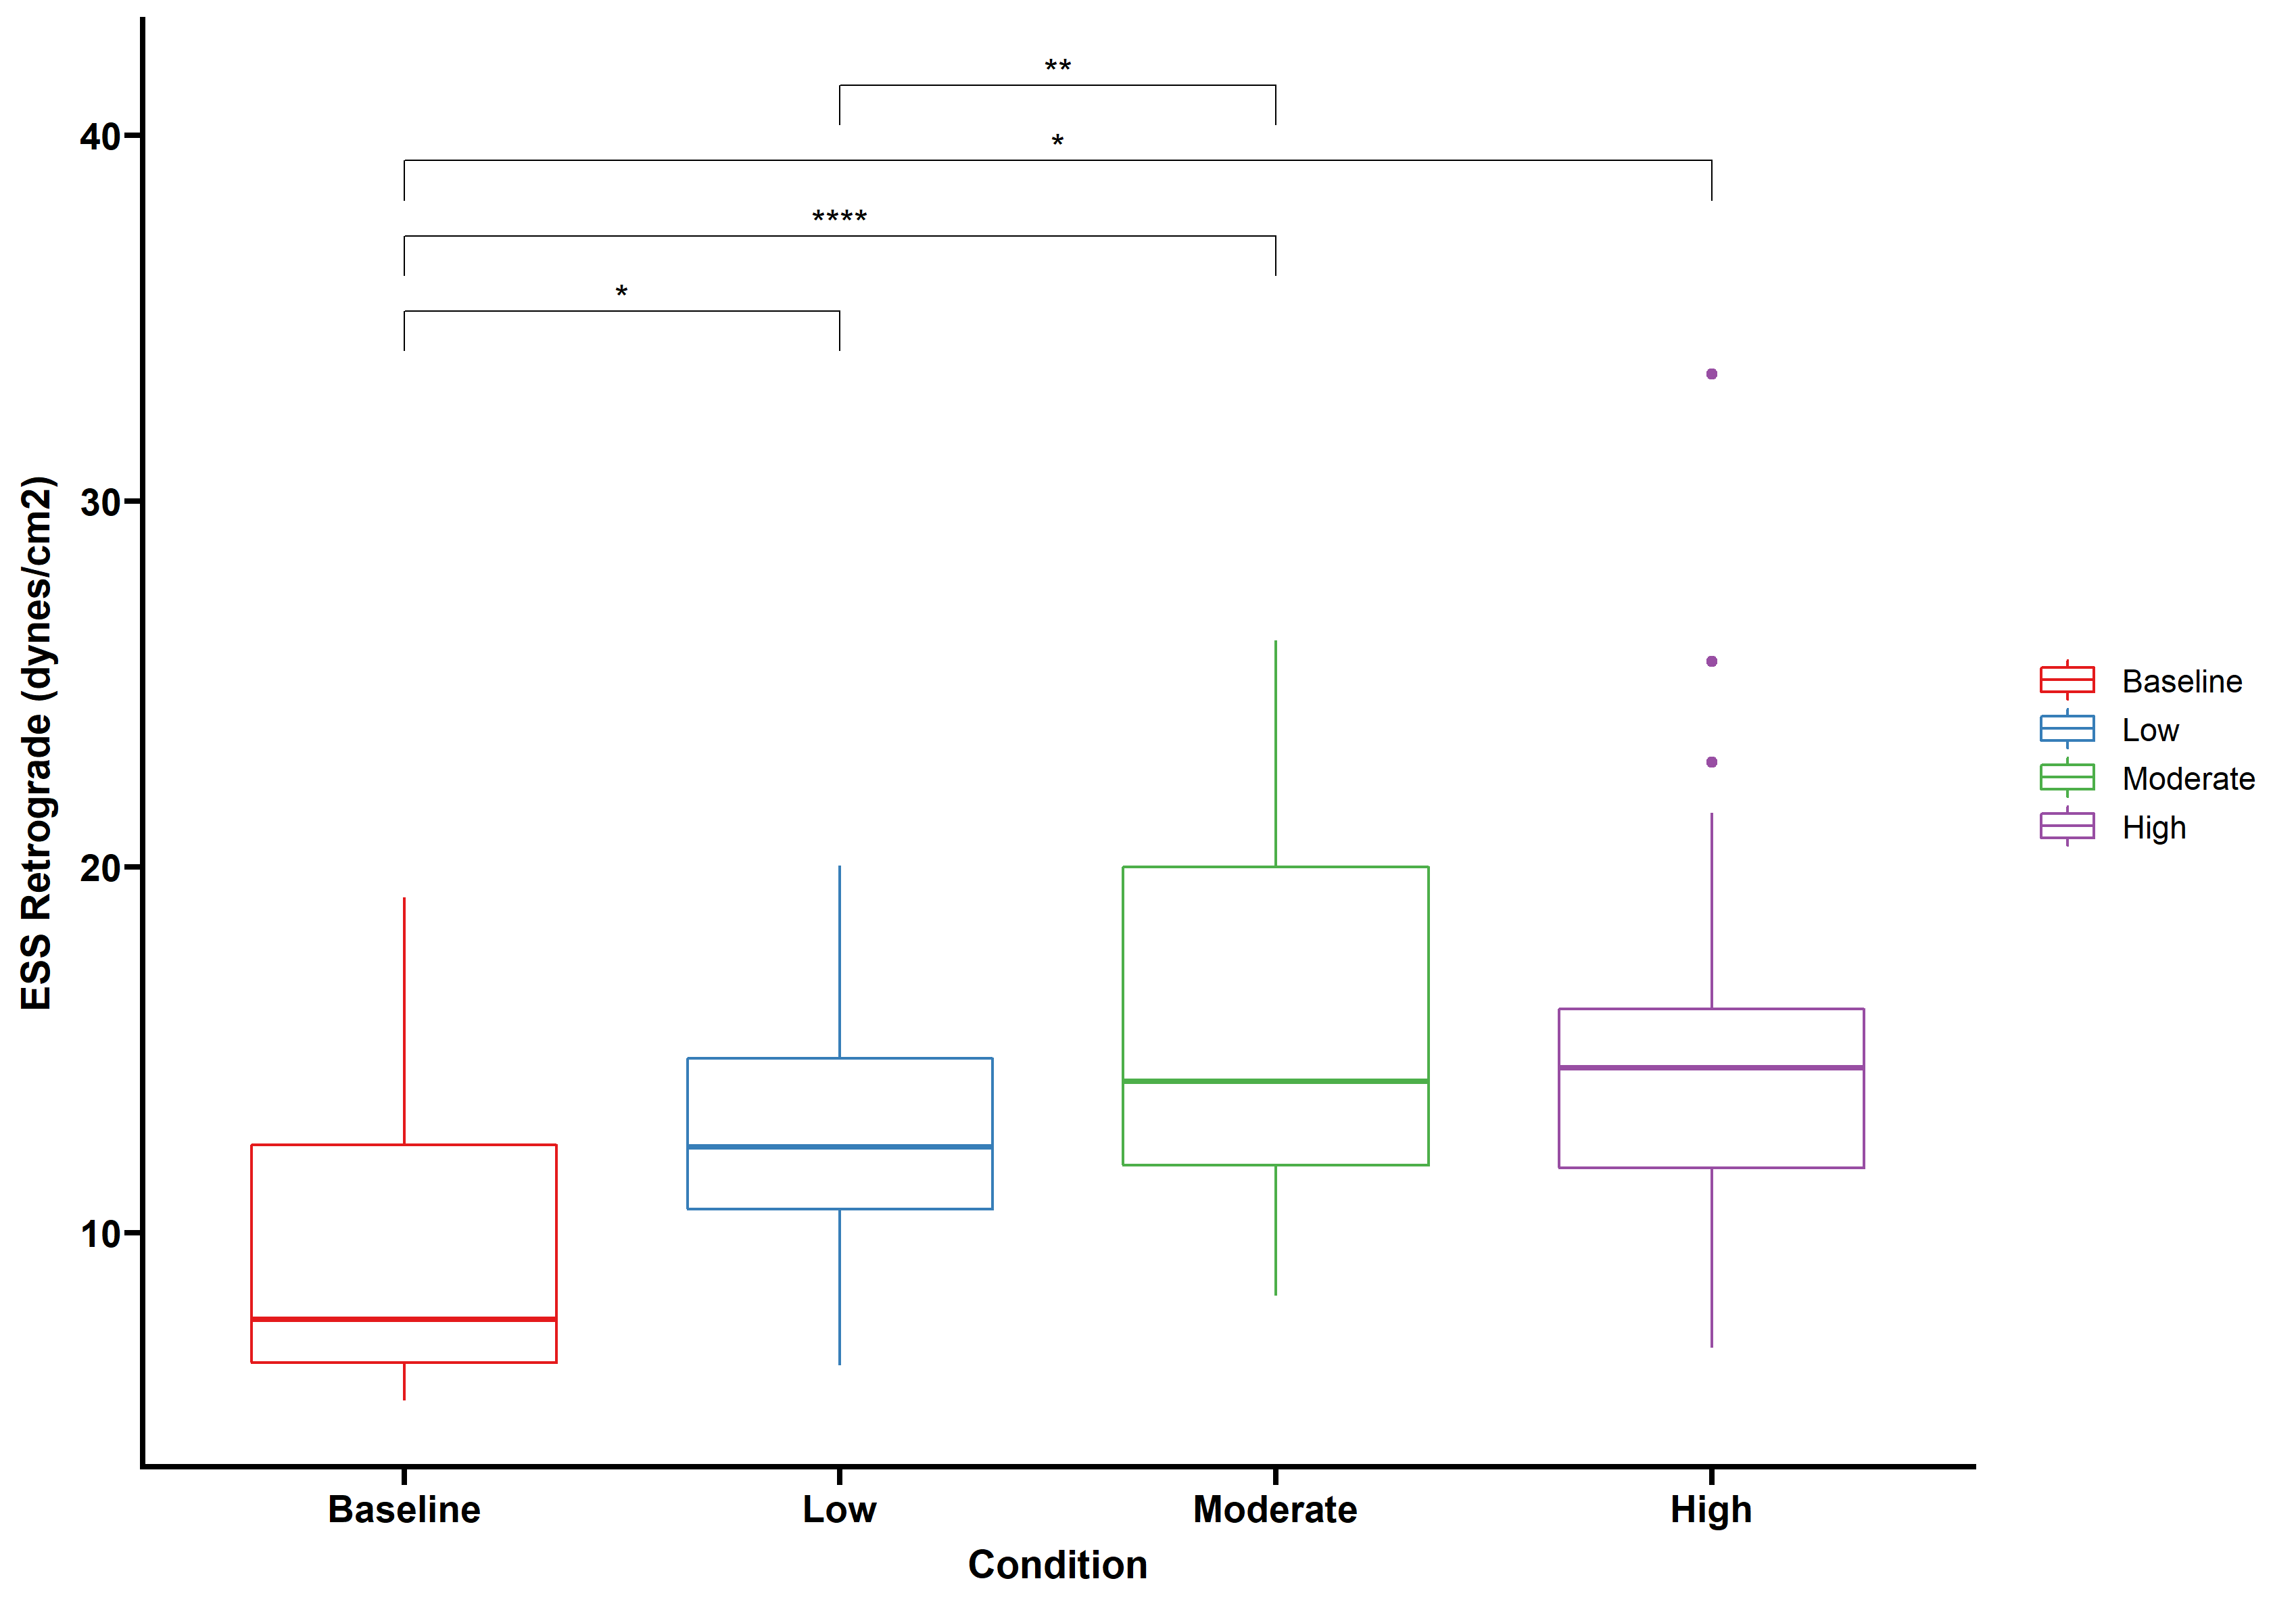 **
*
****
*
40
30
20
10
ESS Retrograde (dynes/cm2)
Baseline
Low
Moderate
High
Condition
Baseline
Low
Moderate
High